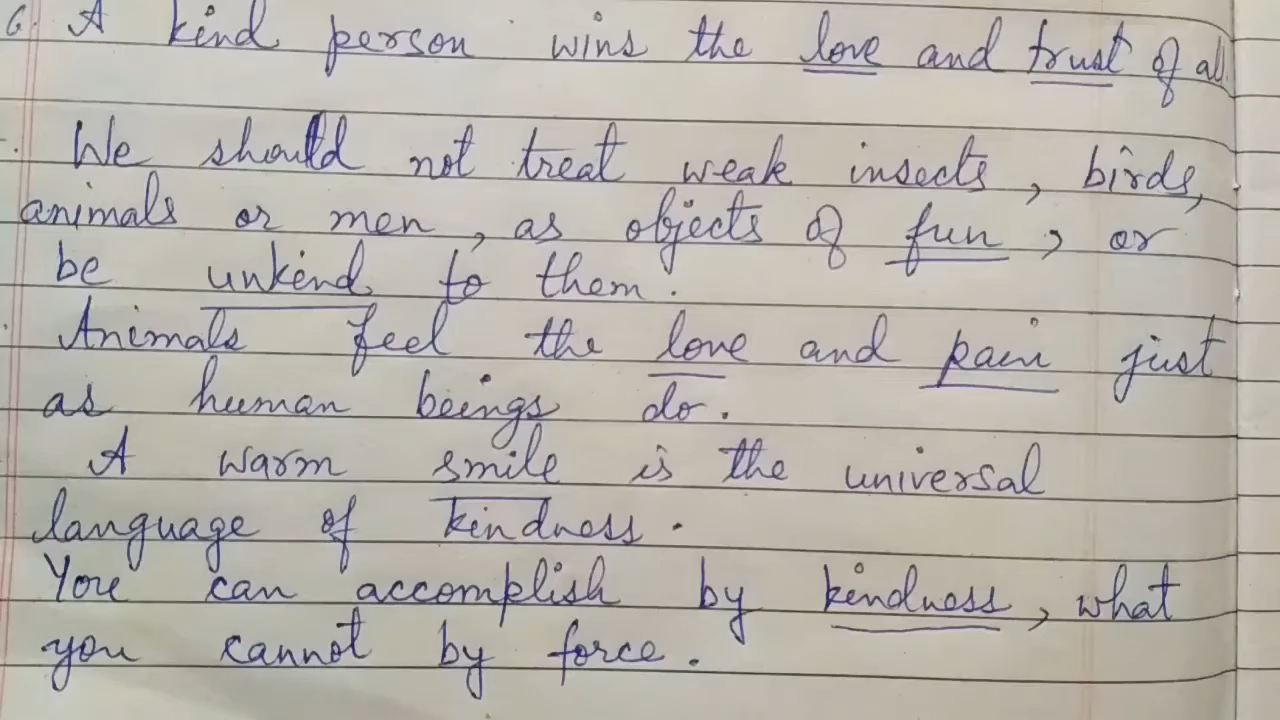 6. A kind person wins the love and trust of all
We should not treat weak insects, birds,
animals or men, as objects of fun, or
be unkind to them.
Animals feel the love and pain just
as human beings do.
A warm smile is the universal
language of kindness.
You can accomplish by kindness, what
you cannot by force.